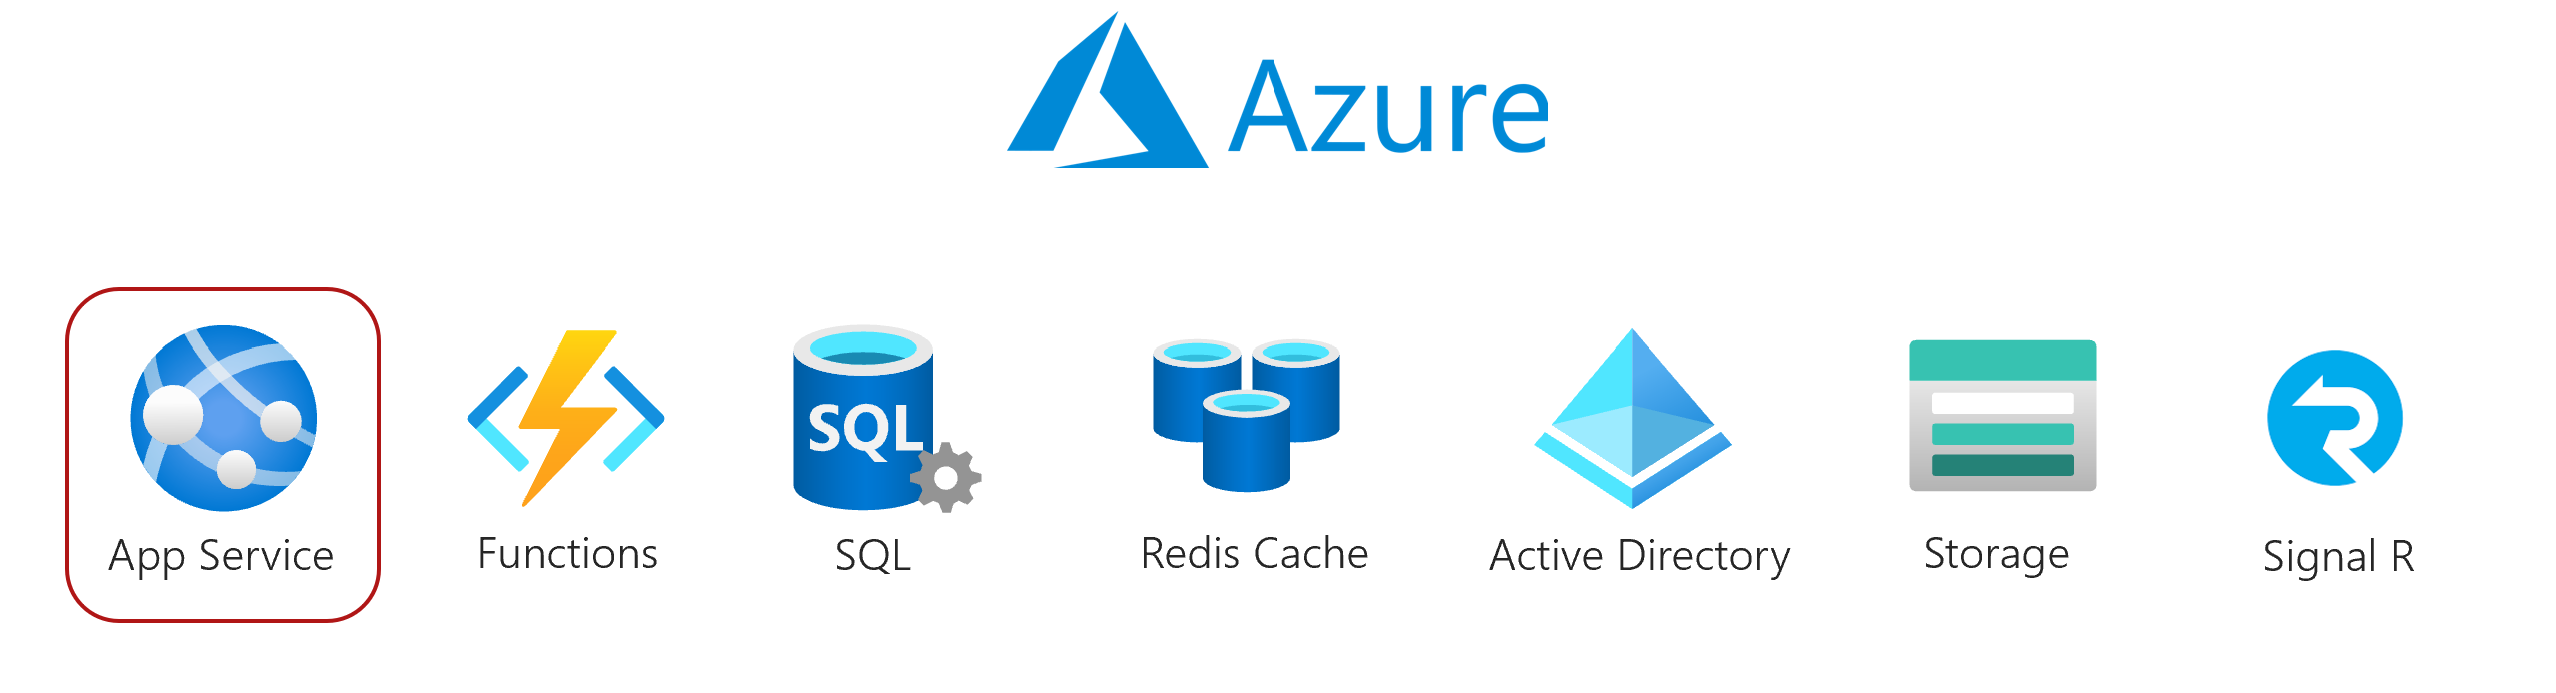 Azure
SQL
App Service
Functions
SQL
Redis Cache
Active Directory
Storage
Signal R